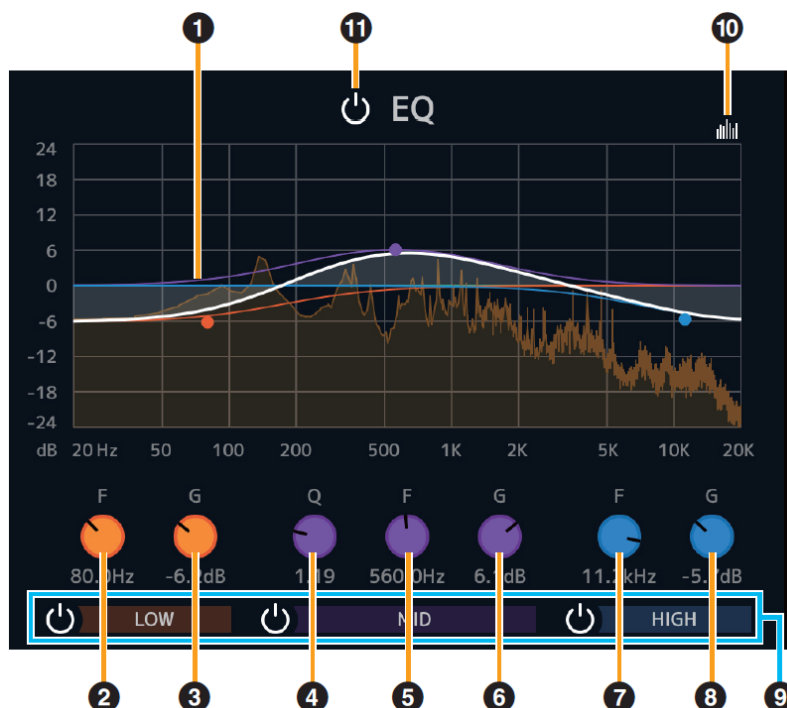 1 11 10
EQ
24
18
12
6
0
-6
-12
-18
-24
dB 20 Hz 50 100 200 500 1K 2K 5K 10K 20K
F G Q F G F G
80.0Hz -6.2dB 1.19 560.0Hz 6.1dB 11.2kHz -5.7dB
LOW MID HIGH
2 3 4 5 6 7 8 9